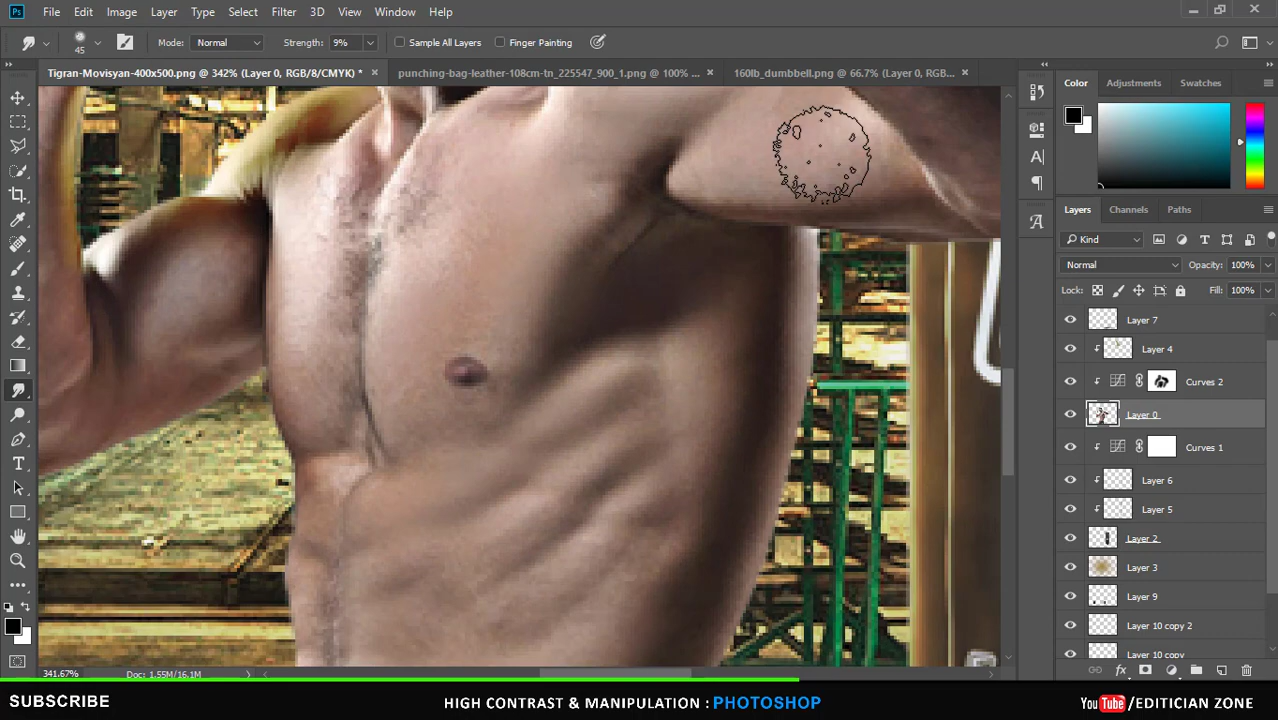 Ps File Edit Image Layer Type Select Filter 3D View Window Help
45 Mode: Normal Strength: 9% Sample All Layers Finger Painting
Tigran-Movisyan-400x500.png @ 342% (Layer 0, RGB/8/CMYK) * × punching-bag-leather-108cm-tn_225547_900_1.png @ 100% ... × 160lb_dumbbell.png @ 66.7% (Layer 0, RGB... ×
Color Adjustments Swatches
Layers Channels Paths
Kind
Normal Opacity: 100%
Lock: Fill: 100%
Layer 7
Layer 4
Curves 2
Layer 0
Curves 1
Layer 6
Layer 5
Layer 2
Layer 3
Layer 9
Layer 10 copy 2
Layer 10 copy
341.67% Doc: 1.55M/16.1M
SUBSCRIBE HIGH CONTRAST & MANIPULATION : PHOTOSHOP YouTube/EDITICIAN ZONE